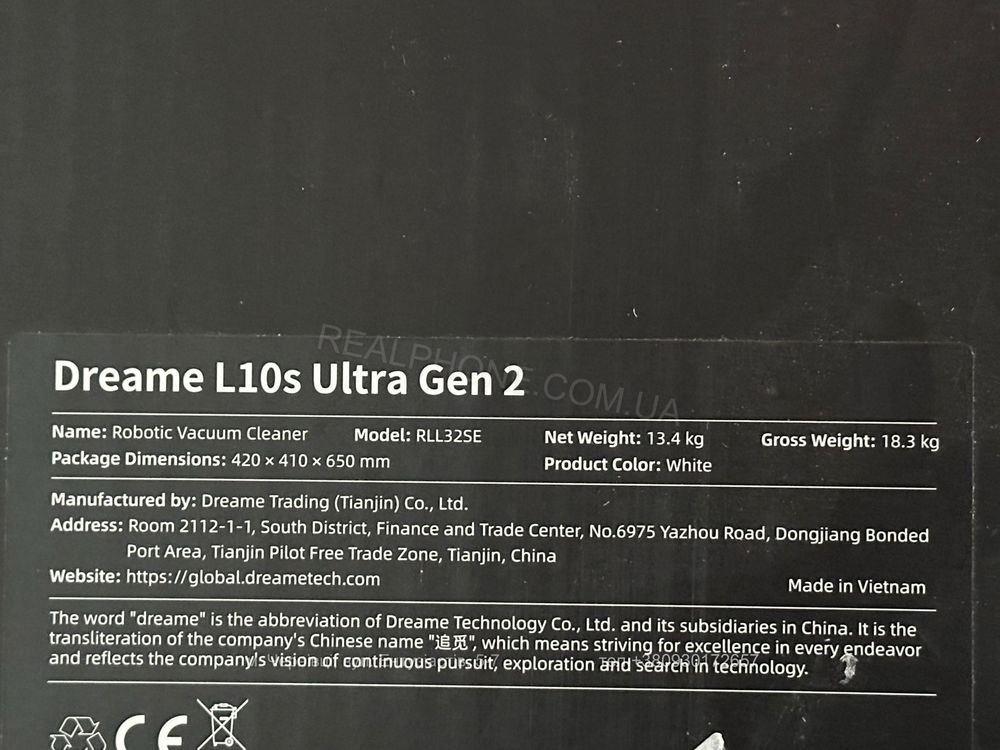 REALPHONE.COM.UA
Dreame L10s Ultra Gen 2
Name: Robotic Vacuum Cleaner Model: RLL32SE Net Weight: 13.4 kg Gross Weight: 18.3 kg
Package Dimensions: 420 × 410 × 650 mm Product Color: White
Manufactured by: Dreame Trading (Tianjin) Co., Ltd.
Address: Room 2112-1-1, South District, Finance and Trade Center, No.6975 Yazhou Road, Dongjiang Bonded
Port Area, Tianjin Pilot Free Trade Zone, Tianjin, China
Website: https://global.dreametech.com
Made in Vietnam
The word "dreame" is the abbreviation of Dreame Technology Co., Ltd. and its subsidiaries in China. It is the
transliteration of the company's Chinese name "追觅", which means striving for excellence in every endeavor
and reflects the company's vision of continuous pursuit, exploration and search in technology.
CE